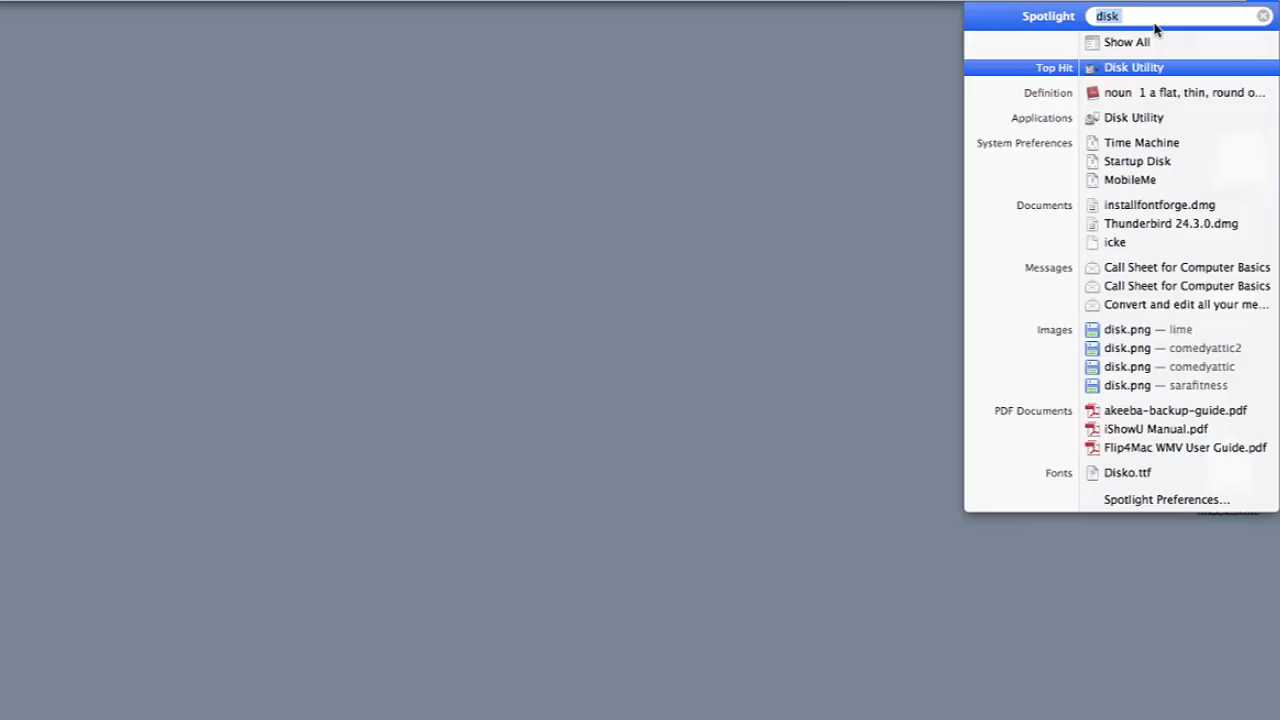 Spotlight disk
Show All
Top Hit Disk Utility
Definition noun 1 a flat, thin, round o...
Applications Disk Utility
System Preferences Time Machine
Startup Disk
MobileMe
Documents installfontforge.dmg
Thunderbird 24.3.0.dmg
icke
Messages Call Sheet for Computer Basics
Call Sheet for Computer Basics
Convert and edit all your me...
Images disk.png — lime
disk.png — comedyattic2
disk.png — comedyattic
disk.png — sarafitness
PDF Documents akeeba-backup-guide.pdf
iShowU Manual.pdf
Flip4Mac WMV User Guide.pdf
Fonts Disko.ttf
Spotlight Preferences...